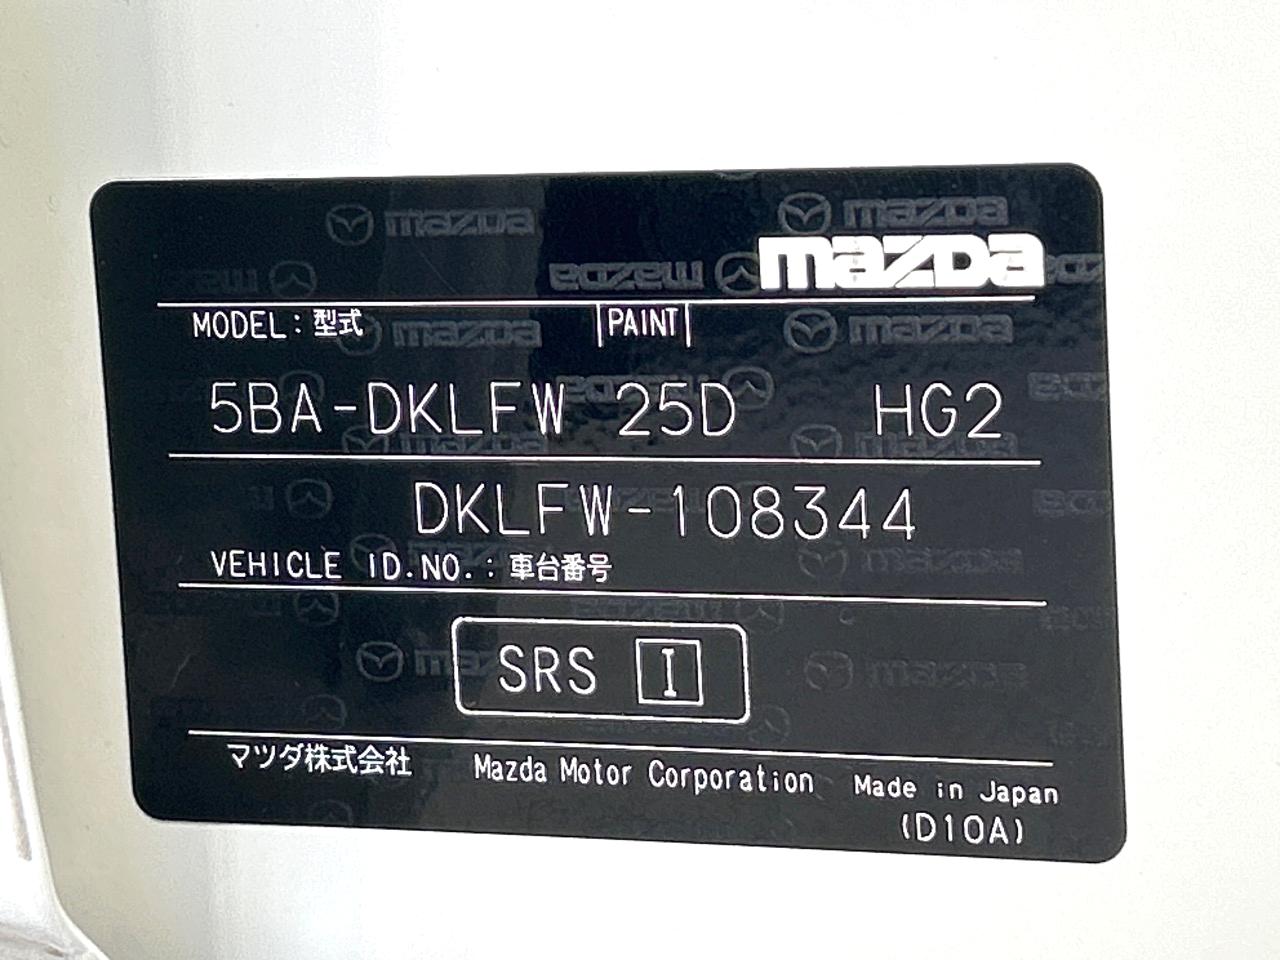 mazda
MODEL : 型式 |PAINT|
5BA-DKLFW 25D HG2
DKLFW-108344
VEHICLE ID.NO. : 車台番号
SRS I
マツダ株式会社 Mazda Motor Corporation Made in Japan
(D10A)